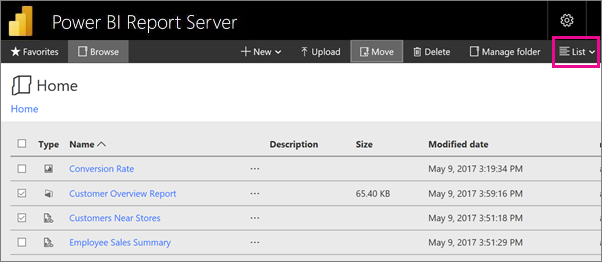 Power BI Report Server
Favorites Browse New Upload Move Delete Manage folder List
Home
Home
Type Name Description Size Modified date
Conversion Rate ... May 9, 2017 3:19:34 PM
Customer Overview Report ... 65.40 KB May 9, 2017 3:59:16 PM
Customers Near Stores ... May 9, 2017 3:51:18 PM
Employee Sales Summary ... May 9, 2017 3:51:29 PM